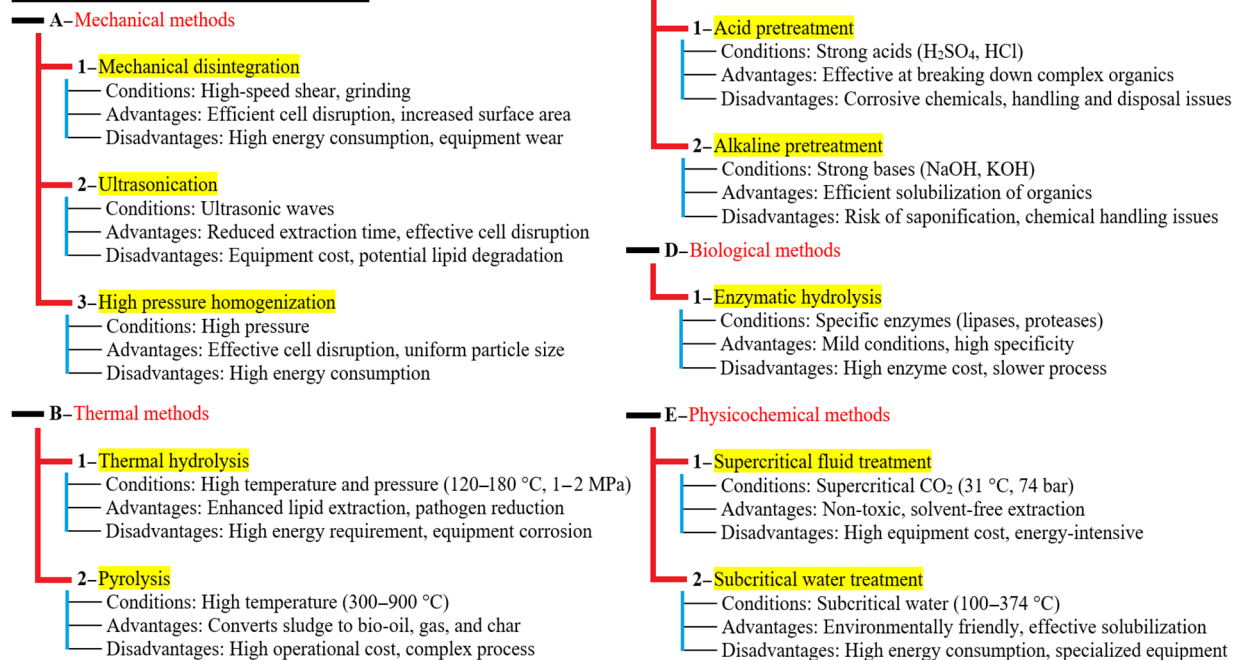 A–Mechanical methods
1–Mechanical disintegration
Conditions: High-speed shear, grinding
Advantages: Efficient cell disruption, increased surface area
Disadvantages: High energy consumption, equipment wear
2–Ultrasonication
Conditions: Ultrasonic waves
Advantages: Reduced extraction time, effective cell disruption
Disadvantages: Equipment cost, potential lipid degradation
3–High pressure homogenization
Conditions: High pressure
Advantages: Effective cell disruption, uniform particle size
Disadvantages: High energy consumption
B–Thermal methods
1–Thermal hydrolysis
Conditions: High temperature and pressure (120–180 °C, 1–2 MPa)
Advantages: Enhanced lipid extraction, pathogen reduction
Disadvantages: High energy requirement, equipment corrosion
2–Pyrolysis
Conditions: High temperature (300–900 °C)
Advantages: Converts sludge to bio-oil, gas, and char
Disadvantages: High operational cost, complex process
1–Acid pretreatment
Conditions: Strong acids (H₂SO₄, HCl)
Advantages: Effective at breaking down complex organics
Disadvantages: Corrosive chemicals, handling and disposal issues
2–Alkaline pretreatment
Conditions: Strong bases (NaOH, KOH)
Advantages: Efficient solubilization of organics
Disadvantages: Risk of saponification, chemical handling issues
D–Biological methods
1–Enzymatic hydrolysis
Conditions: Specific enzymes (lipases, proteases)
Advantages: Mild conditions, high specificity
Disadvantages: High enzyme cost, slower process
E–Physicochemical methods
1–Supercritical fluid treatment
Conditions: Supercritical CO₂ (31 °C, 74 bar)
Advantages: Non-toxic, solvent-free extraction
Disadvantages: High equipment cost, energy-intensive
2–Subcritical water treatment
Conditions: Subcritical water (100–374 °C)
Advantages: Environmentally friendly, effective solubilization
Disadvantages: High energy consumption, specialized equipment